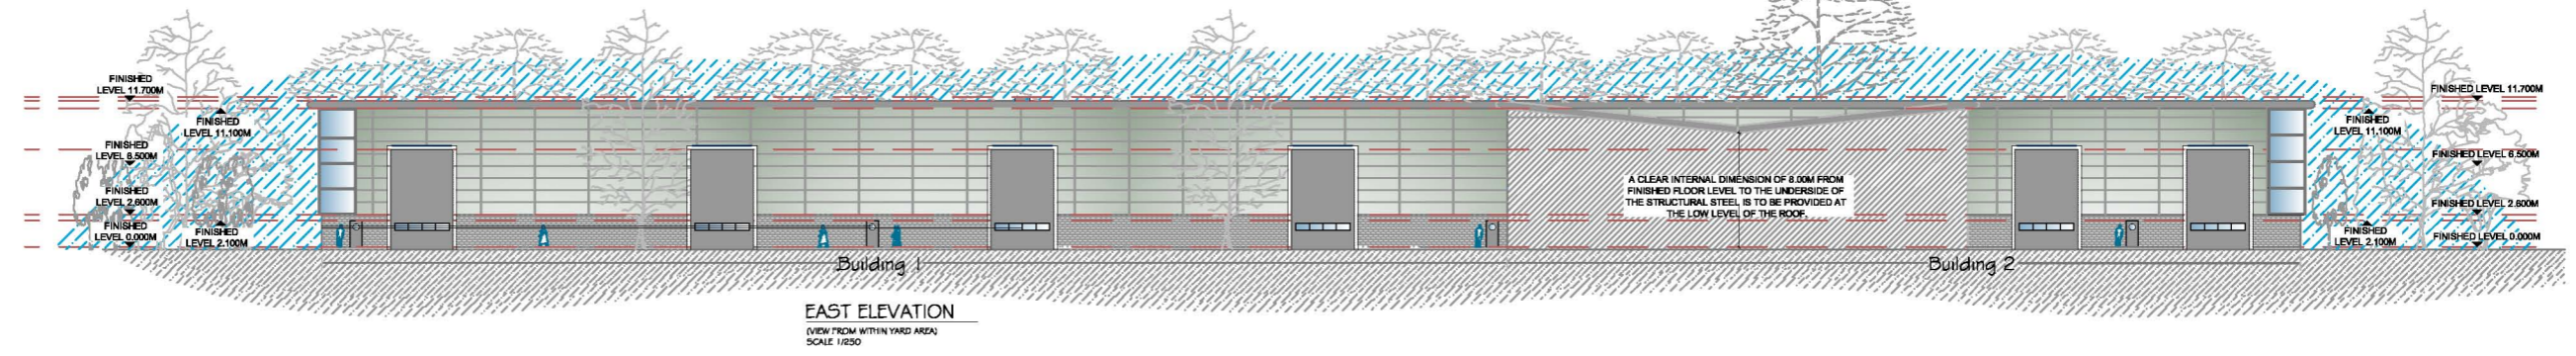 FINISHED
LEVEL 11.700M
FINISHED
LEVEL 11.100M
FINISHED
LEVEL 6.500M
FINISHED
LEVEL 2.600M
FINISHED
LEVEL 0.000M
FINISHED
LEVEL 2.100M
A CLEAR INTERNAL DIMENSION OF 8.00M FROM
FINISHED FLOOR LEVEL TO THE UNDERSIDE OF
THE STRUCTURAL STEEL IS TO BE PROVIDED AT
THE LOW LEVEL OF THE ROOF.
FINISHED LEVEL 11.700M
FINISHED
LEVEL 11.100M
FINISHED LEVEL 6.500M
FINISHED LEVEL 2.600M
FINISHED
LEVEL 2.100M
FINISHED LEVEL 0.000M
Building 1
Building 2
EAST ELEVATION
(VIEW FROM WITHIN YARD AREA)
SCALE 1/250